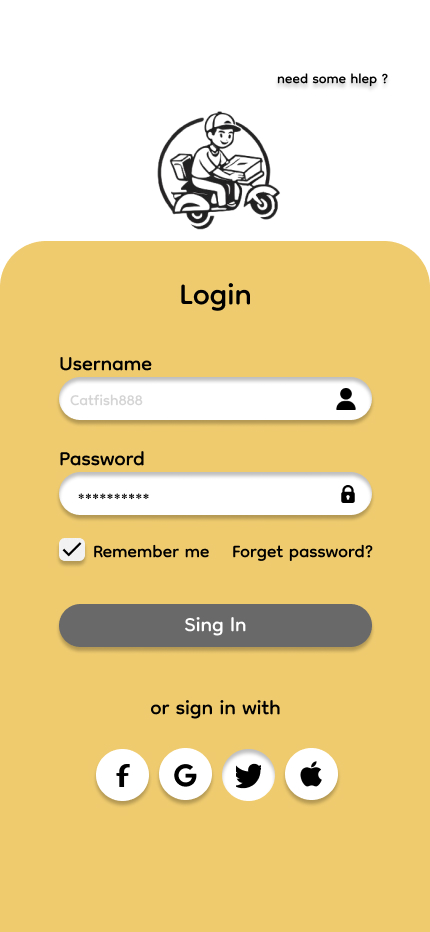 need some hlep ?
Login
Username
Catfish888
Password
**********
Remember me Forget password?
Sing In
or sign in with
f G